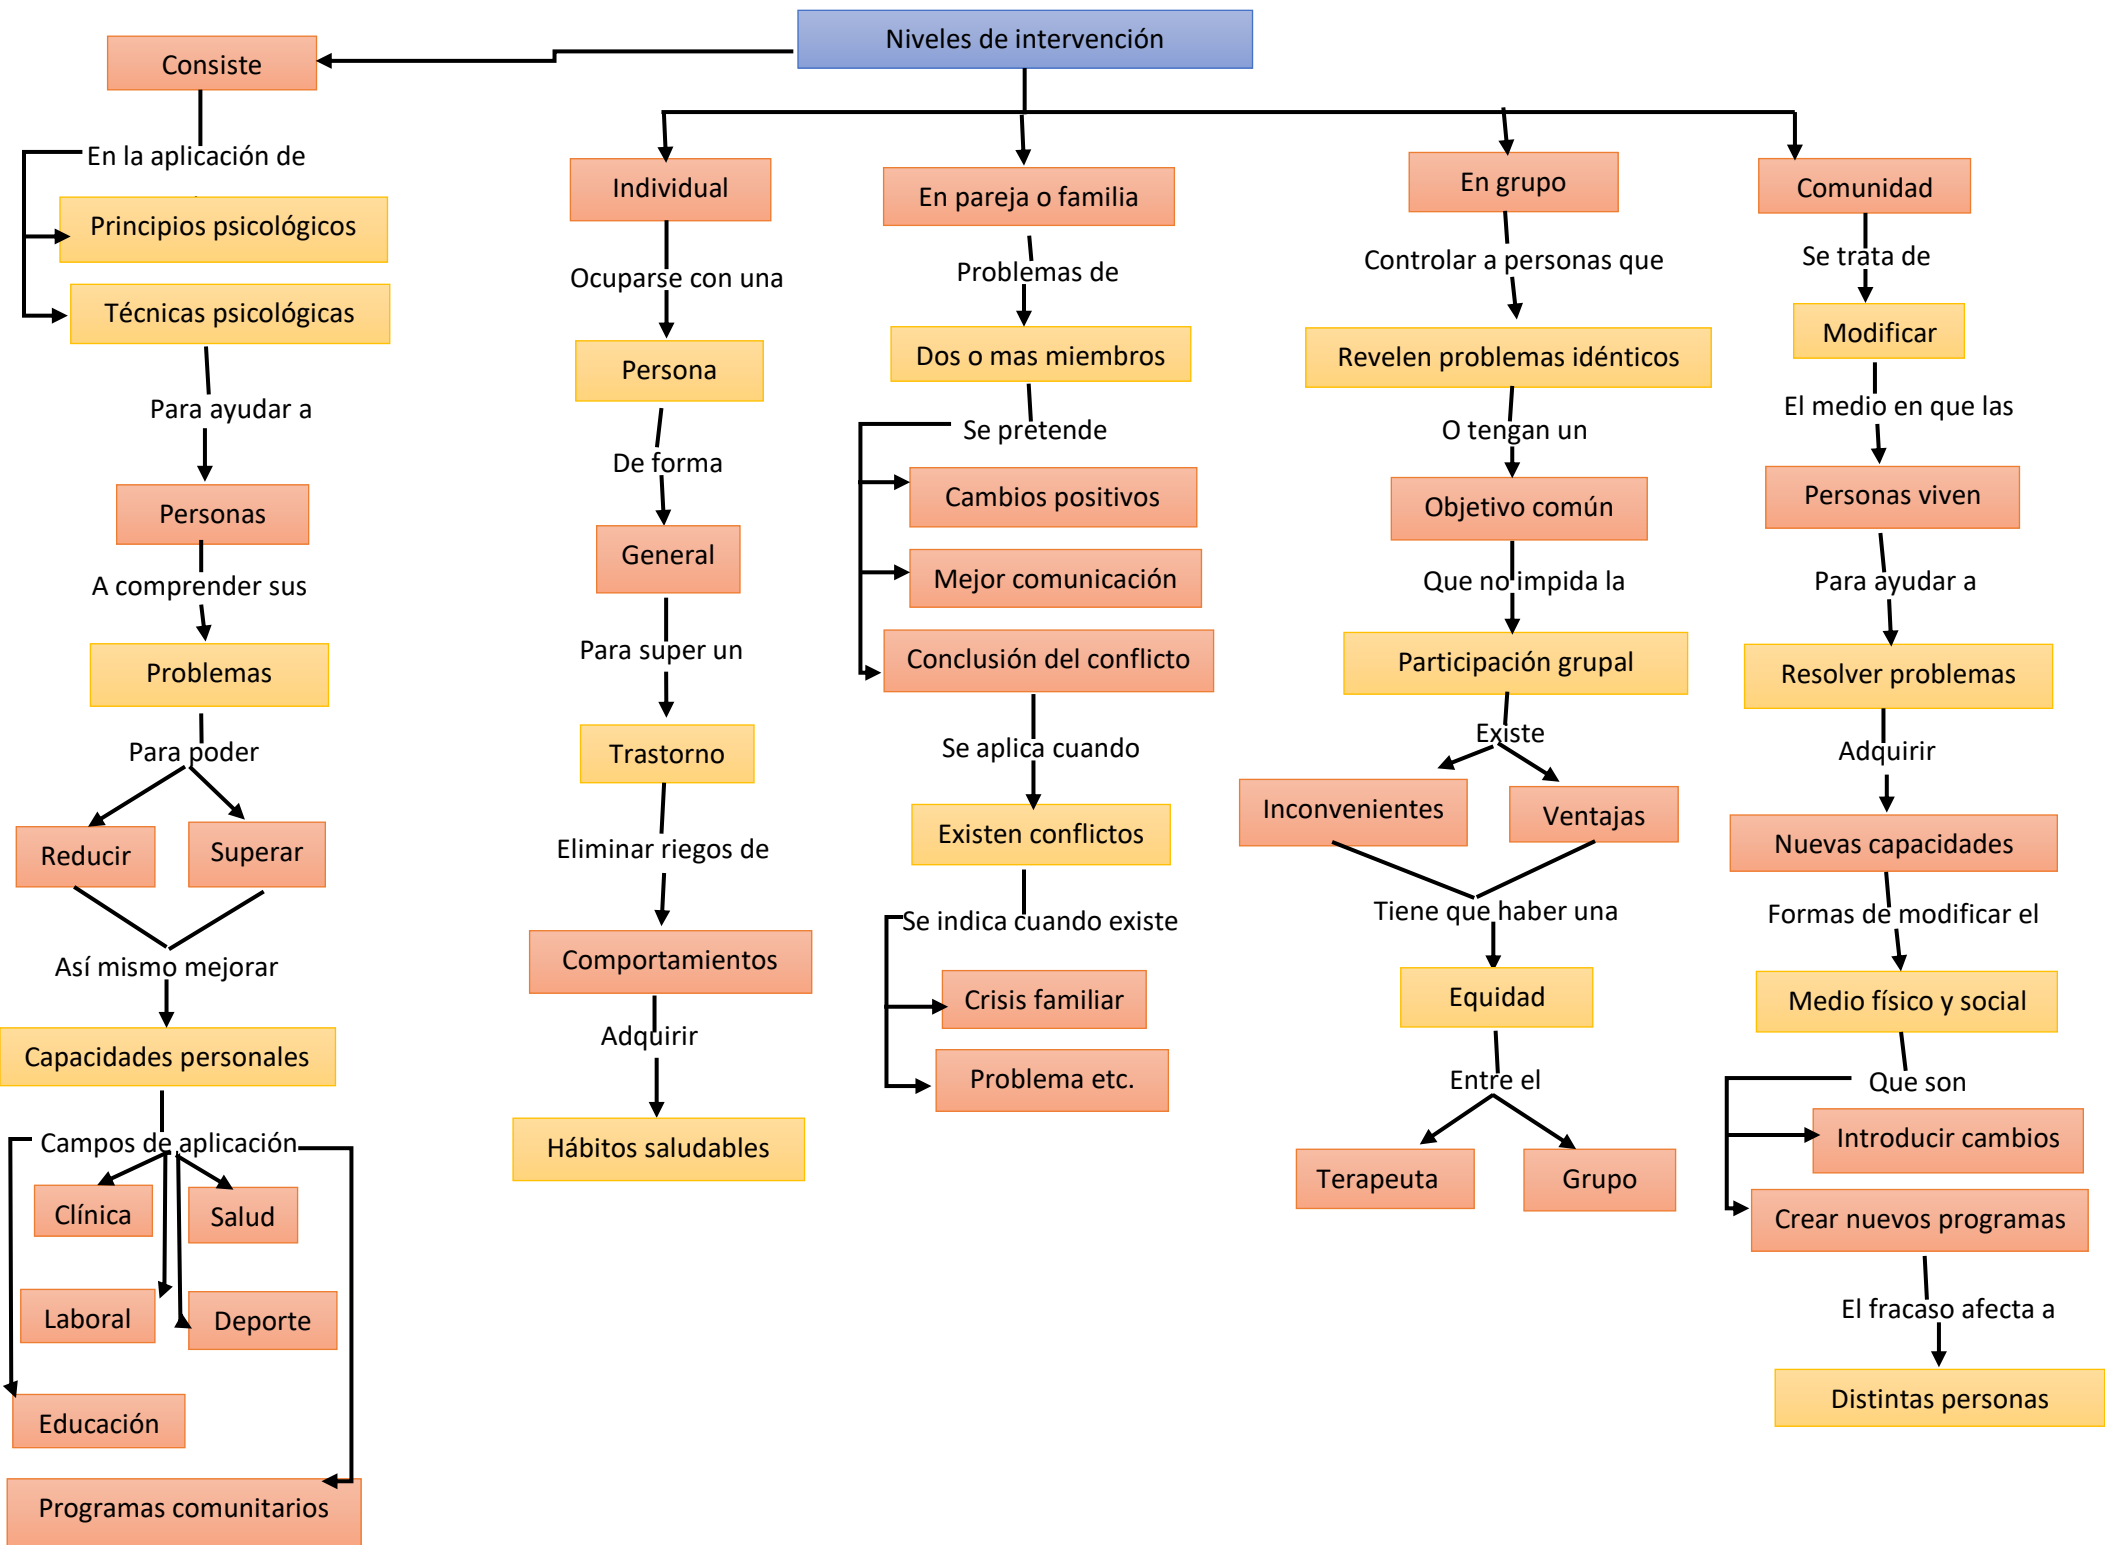 Niveles de intervención
Consiste
En la aplicación de
Principios psicológicos
Técnicas psicológicas
Para ayudar a
Personas
A comprender sus
Problemas
Para poder
Reducir
Superar
Así mismo mejorar
Capacidades personales
Campos de aplicación
Clínica
Salud
Laboral
Deporte
Educación
Programas comunitarios
Individual
Ocuparse con una
Persona
De forma
General
Para super un
Trastorno
Eliminar riegos de
Comportamientos
Adquirir
Hábitos saludables
En pareja o familia
Problemas de
Dos o mas miembros
Se pretende
Cambios positivos
Mejor comunicación
Conclusión del conflicto
Se aplica cuando
Existen conflictos
Se indica cuando existe
Crisis familiar
Problema etc.
En grupo
Controlar a personas que
Revelen problemas idénticos
O tengan un
Objetivo común
Que no impida la
Participación grupal
Existe
Inconvenientes
Ventajas
Tiene que haber una
Equidad
Entre el
Terapeuta
Grupo
Comunidad
Se trata de
Modificar
El medio en que las
Personas viven
Para ayudar a
Resolver problemas
Adquirir
Nuevas capacidades
Formas de modificar el
Medio físico y social
Que son
Introducir cambios
Crear nuevos programas
El fracaso afecta a
Distintas personas